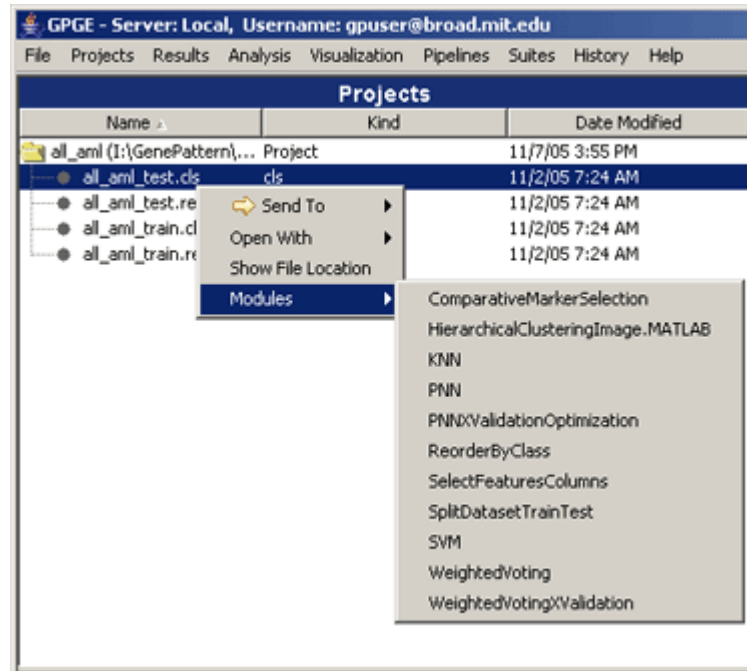 GPGE - Server: Local, Username: gpuser@broad.mit.edu
File Projects Results Analysis Visualization Pipelines Suites History Help
Projects
Name Kind Date Modified
all_aml (I:\GenePattern\... Project 11/7/05 3:55 PM
all_aml_test.cls cls 11/2/05 7:24 AM
all_aml_test.re 11/2/05 7:24 AM
all_aml_train.cl 11/2/05 7:24 AM
all_aml_train.re 11/2/05 7:24 AM
Send To
Open With
Show File Location
Modules
ComparativeMarkerSelection
HierarchicalClusteringImage.MATLAB
KNN
PNN
PNNXValidationOptimization
ReorderByClass
SelectFeaturesColumns
SplitDatasetTrainTest
SVM
WeightedVoting
WeightedVotingXValidation